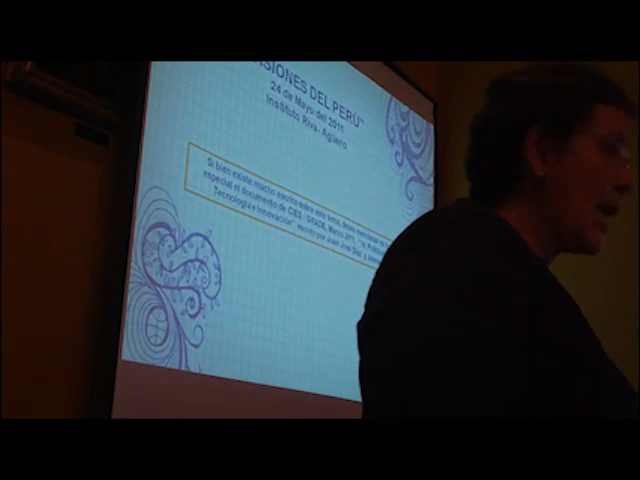 ISIONES DEL PERÚ"
24 de Mayo del 2011
Instituto Riva- Agüero
Si bien existe mucho escrito sobre este tema, deseo mencionar en
especial el documento de CIES / GRADE, Marzo 2011, "
Tecnología e Innovación", escrito por Juan José Díaz, y